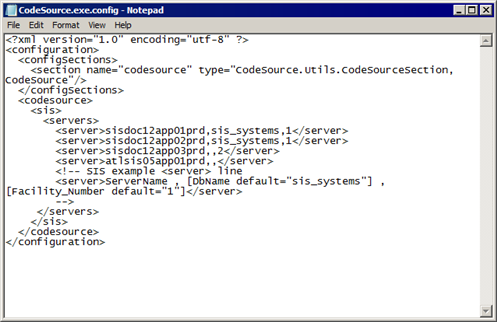 CodeSource.exe.config - Notepad
File Edit Format View Help
<?xml version="1.0" encoding="utf-8" ?>
<configuration>
  <configSections>
    <section name="codesource" type="CodeSource.Utils.CodeSourceSection,
CodeSource"/>
  </configSections>
  <codesource>
    <sis>
      <servers>
        <server>sisdoc12app01prd,sis_systems,1</server>
        <server>sisdoc12app02prd,sis_systems,1</server>
        <server>sisdoc12app03prd,,2</server>
        <server>atlsis05app01prd,,</server>
        <!-- SIS example <server> line
        <server>ServerName , [DbName default="sis_systems"] ,
[Facility_Number default="1"]</server>
        -->
     </servers>
    </sis>
  </codesource>
</configuration>